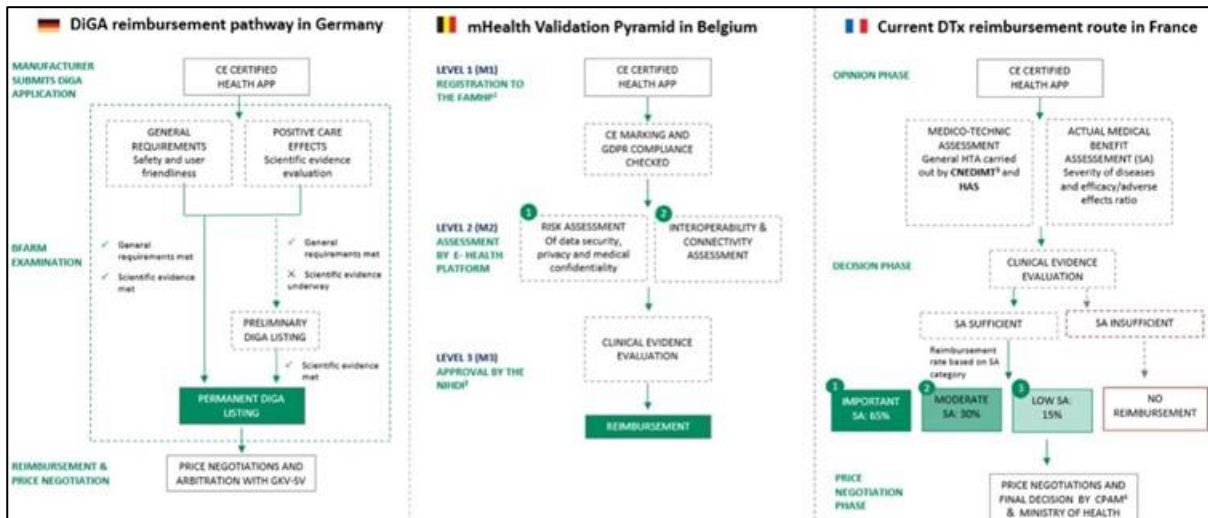 DiGA reimbursement pathway in Germany
MANUFACTURER
SUBMITS DiGA
APPLICATION
CE CERTIFIED
HEALTH APP
GENERAL
REQUIREMENTS
Safety and user
friendliness
POSITIVE CARE
EFFECTS
Scientific evidence
evaluation
BFARM
EXAMINATION
✓ General
requirements met
✓ Scientific evidence
met
✓ General
requirements met
✕ Scientific evidence
underway
PRELIMINARY
DIGA LISTING
✓ Scientific evidence
met
PERMANENT DIGA
LISTING
REIMBURSEMENT &
PRICE NEGOTIATION
PRICE NEGOTIATIONS AND
ARBITRATION WITH GKV-SV
mHealth Validation Pyramid in Belgium
LEVEL 1 (M1)
REGISTRATION TO
THE FAMHP
CE CERTIFIED
HEALTH APP
CE MARKING AND
GDPR COMPLIANCE
CHECKED
LEVEL 2 (M2)
ASSESSMENT
BY E- HEALTH
PLATFORM
1
RISK ASSESSMENT
Of data security,
privacy and medical
confidentiality
2
INTEROPERABILITY &
CONNECTIVITY
ASSESSMENT
LEVEL 3 (M3)
APPROVAL BY THE
NIHDI
CLINICAL EVIDENCE
EVALUATION
REIMBURSEMENT
Current DTx reimbursement route in France
OPINION PHASE
CE CERTIFIED
HEALTH APP
MEDICO-TECHNIC
ASSESSMENT
General HTA carried
out by CNEDIMT³ and
HAS
ACTUAL MEDICAL
BENEFIT
ASSESSEMENT (SA)
Severity of diseases
and efficacy/adverse
effects ratio
DECISION PHASE
CLINICAL EVIDENCE
EVALUATION
SA SUFFICIENT
SA INSUFFICIENT
Reimbursement
rate based on SA
category
1
IMPORTANT
SA: 65%
2
MODERATE
SA: 30%
3
LOW SA:
15%
NO
REIMBURSEMENT
PRICE
NEGOTIATION
PHASE
PRICE NEGOTIATIONS AND
FINAL DECISION BY CPAM⁴
& MINISTRY OF HEALTH